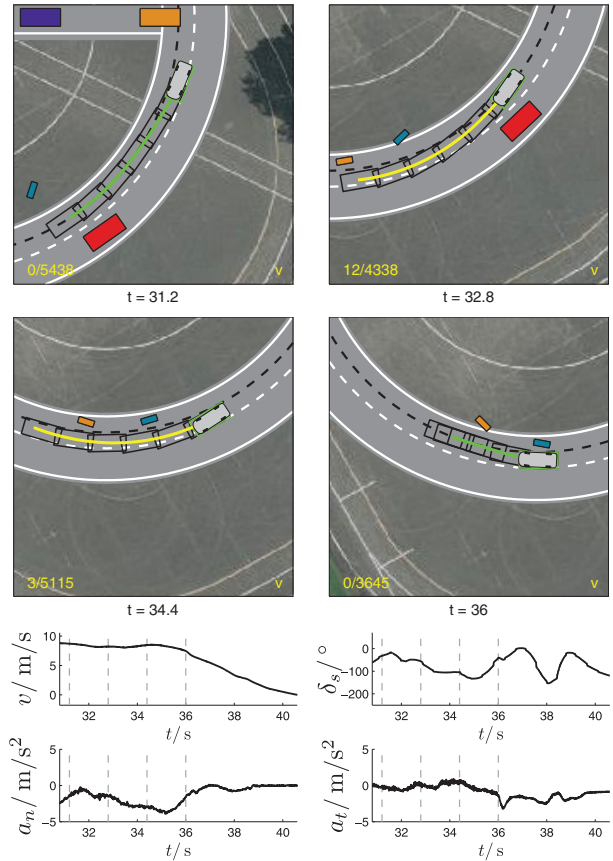 0/5438 v
t = 31.2
12/4338 v
t = 32.8
3/5115 v
t = 34.4
0/3645 v
t = 36
v / m/s
10
5
0
32 34 36 38 40
t / s
δs / °
0
−100
−200
32 34 36 38 40
t / s
an / m/s²
5
0
−5
32 34 36 38 40
t / s
at / m/s²
5
0
−5
32 34 36 38 40
t / s